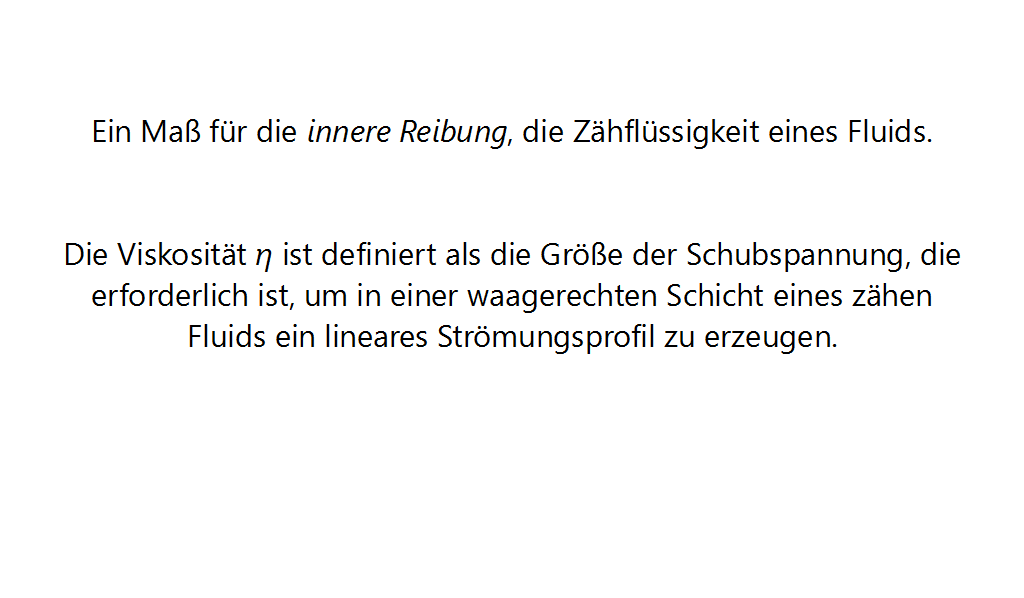 Ein Maß für die innere Reibung, die Zähflüssigkeit eines Fluids.
Die Viskosität η ist definiert als die Größe der Schubspannung, die
erforderlich ist, um in einer waagerechten Schicht eines zähen
Fluids ein lineares Strömungsprofil zu erzeugen.